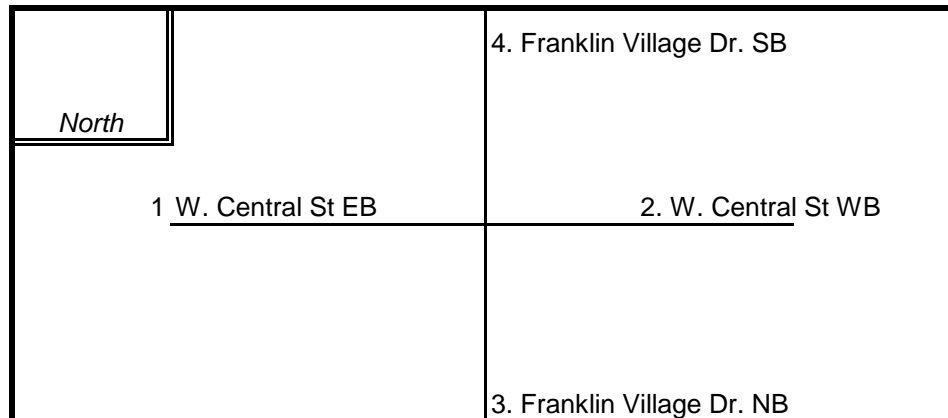 4. Franklin Village Dr. SB
North
1 W. Central St EB
2. W. Central St WB
3. Franklin Village Dr. NB